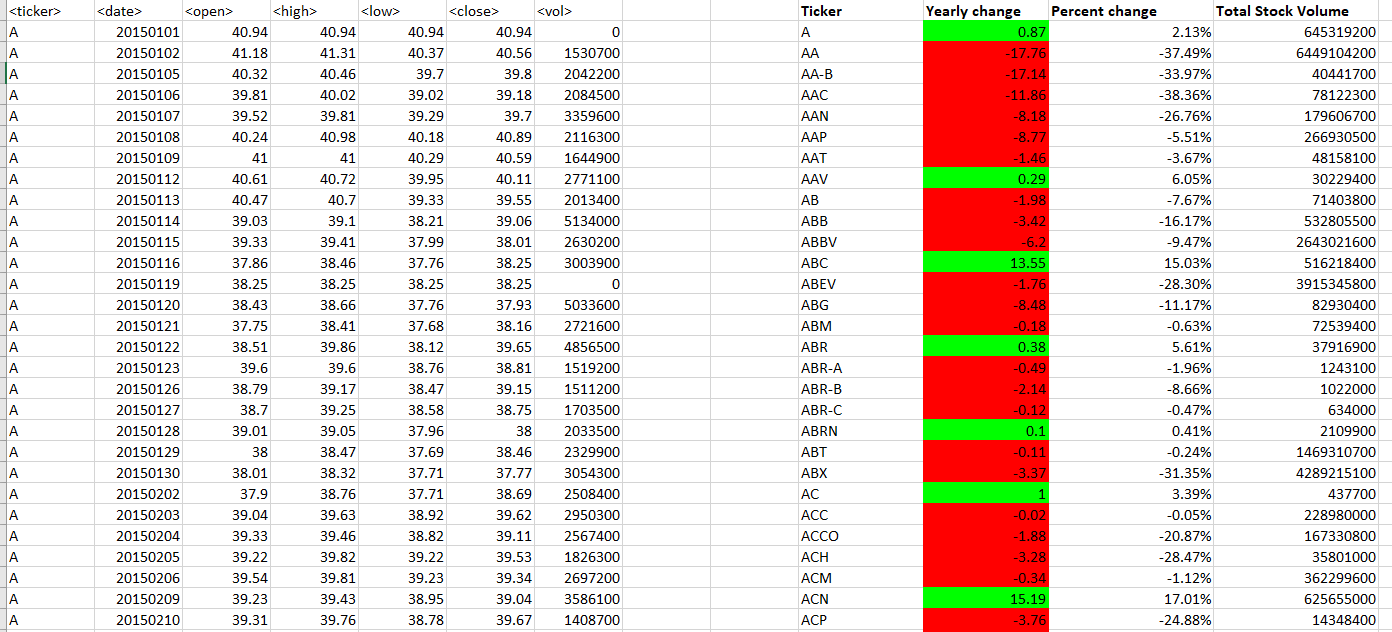 <ticker> <date> <open> <high> <low> <close> <vol> Ticker Yearly change Percent change Total Stock Volume
A 20150101 40.94 40.94 40.94 40.94 0 A 0.87 2.13% 645319200
A 20150102 41.18 41.31 40.37 40.56 1530700 AA -17.76 -37.49% 6449104200
A 20150105 40.32 40.46 39.7 39.8 2042200 AA-B -17.14 -33.97% 40441700
A 20150106 39.81 40.02 39.02 39.18 2084500 AAC -11.86 -38.36% 78122300
A 20150107 39.52 39.81 39.29 39.7 3359600 AAN -8.18 -26.76% 179606700
A 20150108 40.24 40.98 40.18 40.89 2116300 AAP -8.77 -5.51% 266930500
A 20150109 41 41 40.29 40.59 1644900 AAT -1.46 -3.67% 48158100
A 20150112 40.61 40.72 39.95 40.11 2771100 AAV 0.29 6.05% 30229400
A 20150113 40.47 40.7 39.33 39.55 2013400 AB -1.98 -7.67% 71403800
A 20150114 39.03 39.1 38.21 39.06 5134000 ABB -3.42 -16.17% 532805500
A 20150115 39.33 39.41 37.99 38.01 2630200 ABBV -6.2 -9.47% 2643021600
A 20150116 37.86 38.46 37.76 38.25 3003900 ABC 13.55 15.03% 516218400
A 20150119 38.25 38.25 38.25 38.25 0 ABEV -1.76 -28.30% 3915345800
A 20150120 38.43 38.66 37.76 37.93 5033600 ABG -8.48 -11.17% 82930400
A 20150121 37.75 38.41 37.68 38.16 2721600 ABM -0.18 -0.63% 72539400
A 20150122 38.51 39.86 38.12 39.65 4856500 ABR 0.38 5.61% 37916900
A 20150123 39.6 39.6 38.76 38.81 1519200 ABR-A -0.49 -1.96% 1243100
A 20150126 38.79 39.17 38.47 39.15 1511200 ABR-B -2.14 -8.66% 1022000
A 20150127 38.7 39.25 38.58 38.75 1703500 ABR-C -0.12 -0.47% 634000
A 20150128 39.01 39.05 37.96 38 2033500 ABRN 0.1 0.41% 2109900
A 20150129 38 38.47 37.69 38.46 2329900 ABT -0.11 -0.24% 1469310700
A 20150130 38.01 38.32 37.71 37.77 3054300 ABX -3.37 -31.35% 4289215100
A 20150202 37.9 38.76 37.71 38.69 2508400 AC 1 3.39% 437700
A 20150203 39.04 39.63 38.92 39.62 2950300 ACC -0.02 -0.05% 228980000
A 20150204 39.33 39.46 38.82 39.11 2567400 ACCO -1.88 -20.87% 167330800
A 20150205 39.22 39.82 39.22 39.53 1826300 ACH -3.28 -28.47% 35801000
A 20150206 39.54 39.81 39.23 39.34 2697200 ACM -0.34 -1.12% 362299600
A 20150209 39.23 39.43 38.95 39.04 3586100 ACN 15.19 17.01% 625655000
A 20150210 39.31 39.76 38.78 39.67 1408700 ACP -3.76 -24.88% 14348400